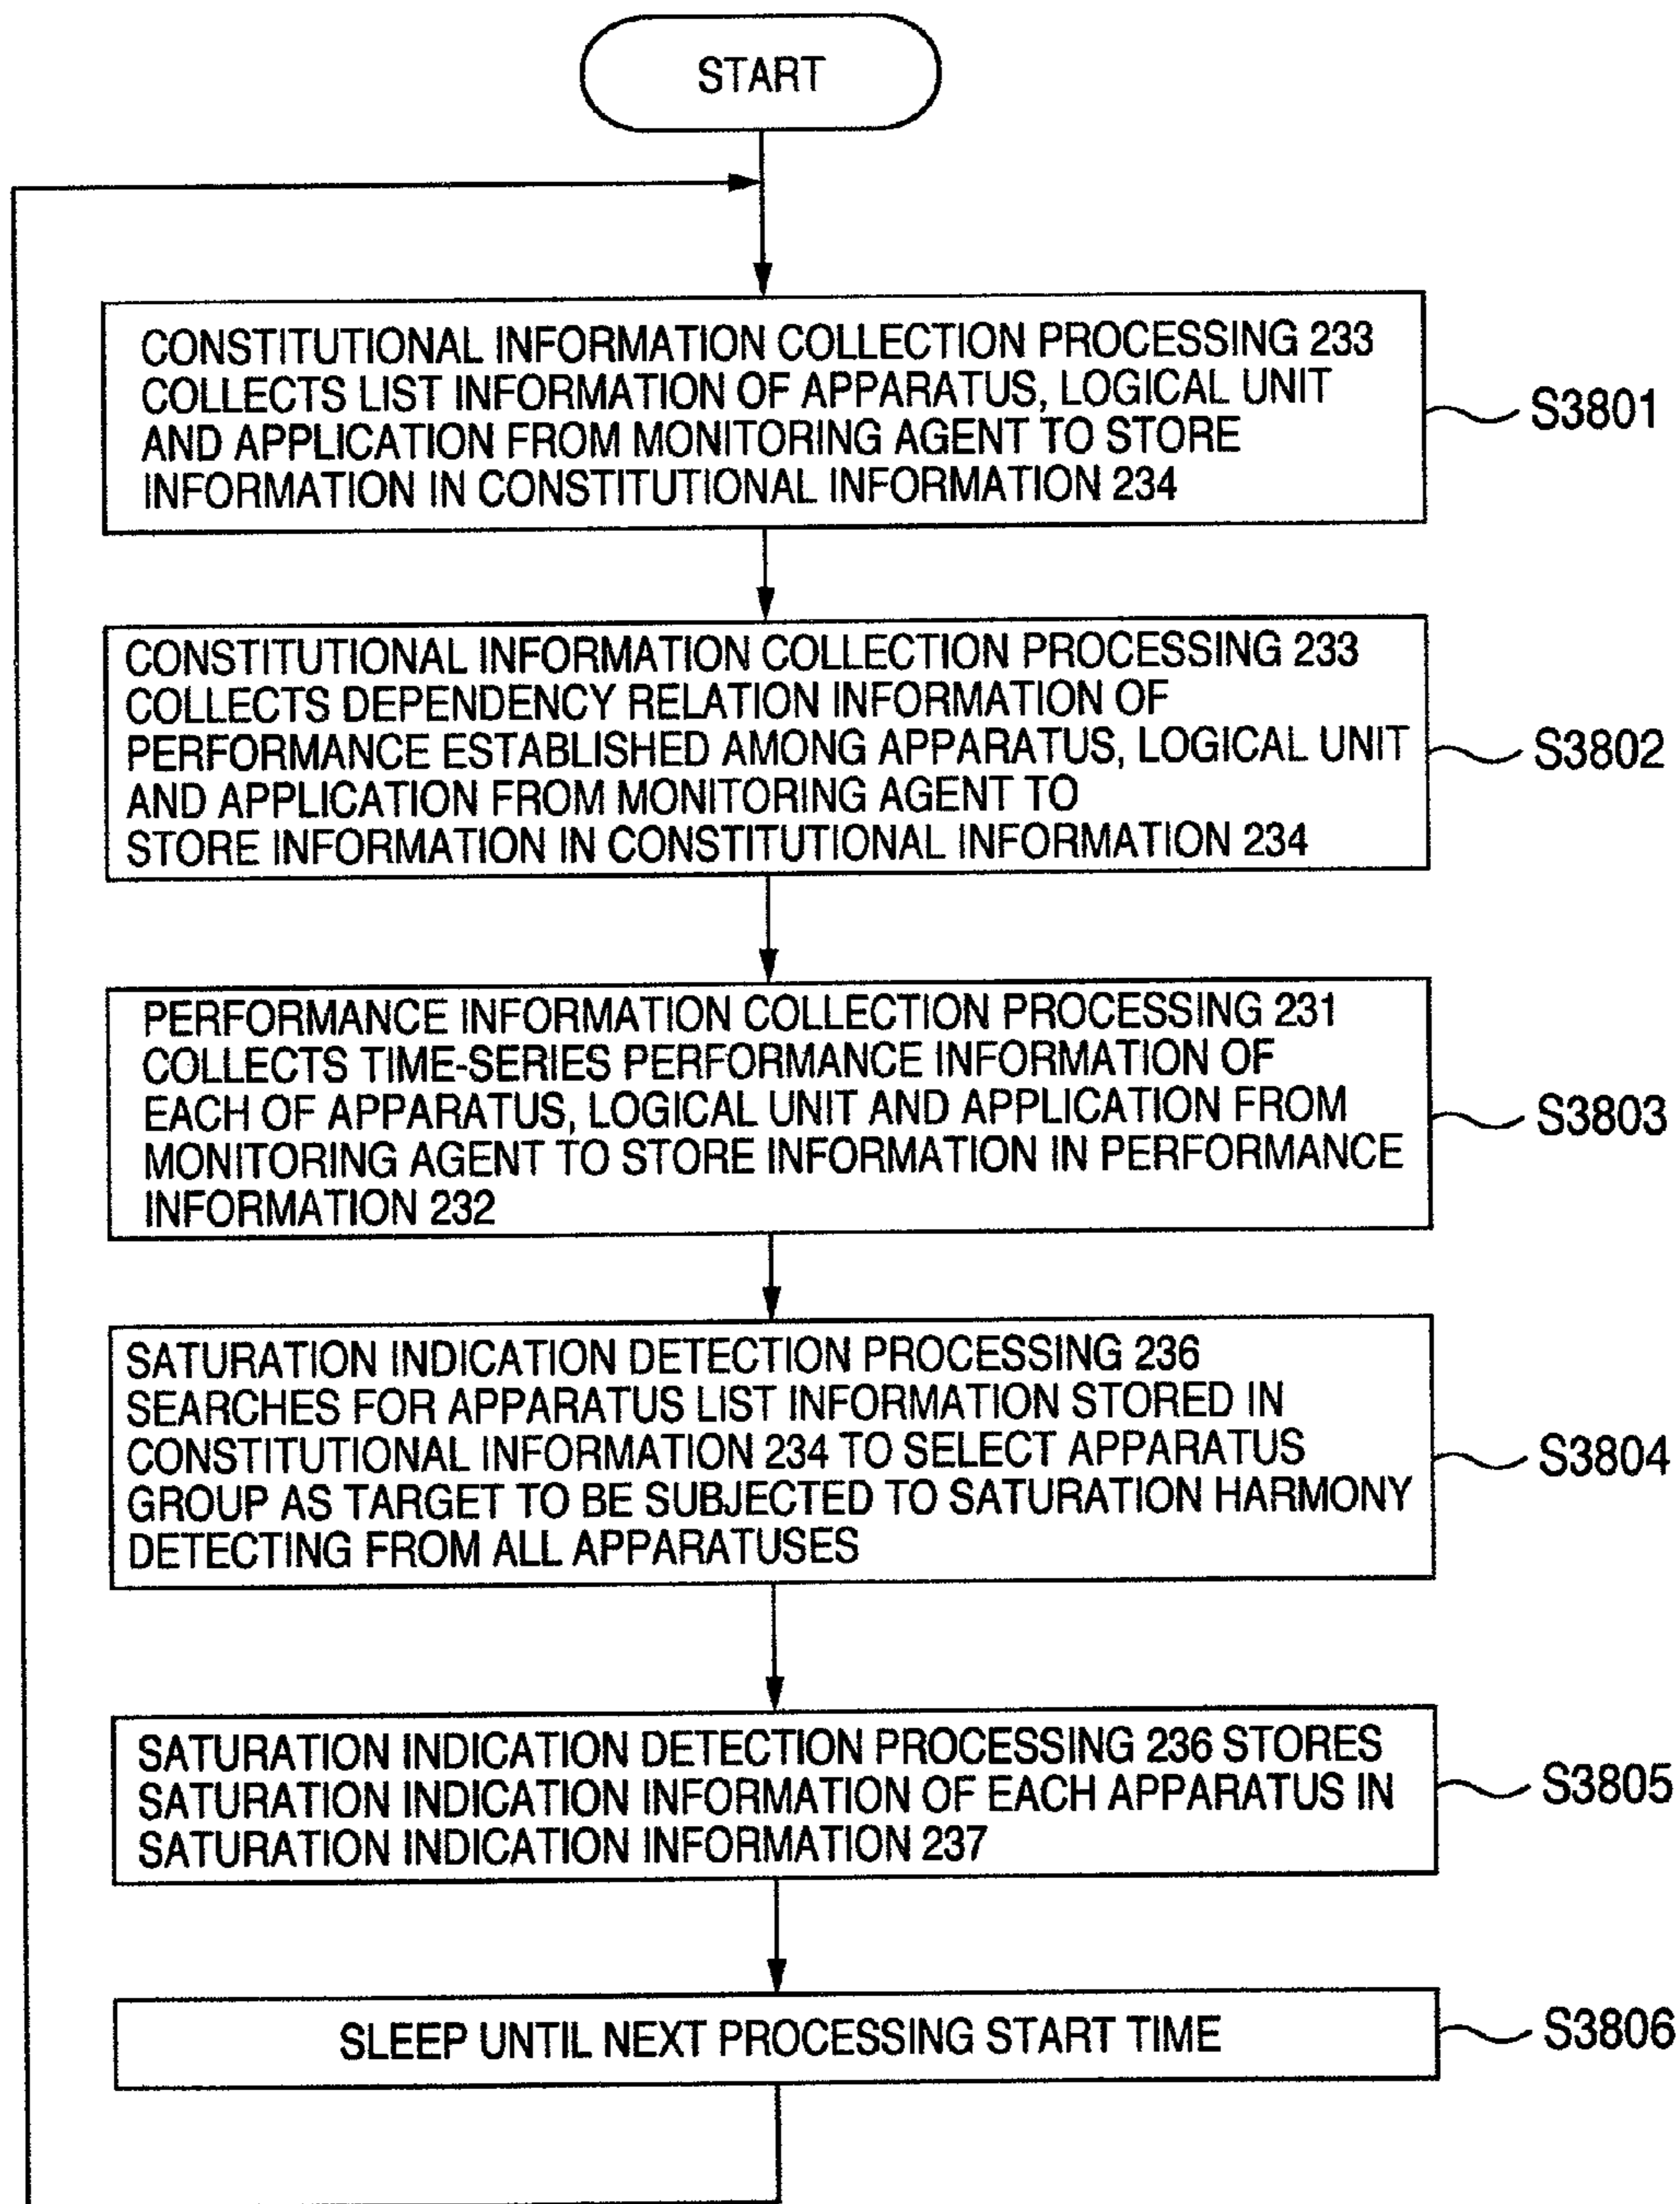 START
CONSTITUTIONAL INFORMATION COLLECTION PROCESSING 233
COLLECTS LIST INFORMATION OF APPARATUS, LOGICAL UNIT
AND APPLICATION FROM MONITORING AGENT TO STORE
INFORMATION IN CONSTITUTIONAL INFORMATION 234
S3801
CONSTITUTIONAL INFORMATION COLLECTION PROCESSING 233
COLLECTS DEPENDENCY RELATION INFORMATION OF
PERFORMANCE ESTABLISHED AMONG APPARATUS, LOGICAL UNIT
AND APPLICATION FROM MONITORING AGENT TO
STORE INFORMATION IN CONSTITUTIONAL INFORMATION 234
S3802
PERFORMANCE INFORMATION COLLECTION PROCESSING 231
COLLECTS TIME-SERIES PERFORMANCE INFORMATION OF
EACH OF APPARATUS, LOGICAL UNIT AND APPLICATION FROM
MONITORING AGENT TO STORE INFORMATION IN PERFORMANCE
INFORMATION 232
S3803
SATURATION INDICATION DETECTION PROCESSING 236
SEARCHES FOR APPARATUS LIST INFORMATION STORED IN
CONSTITUTIONAL INFORMATION 234 TO SELECT APPARATUS
GROUP AS TARGET TO BE SUBJECTED TO SATURATION HARMONY
DETECTING FROM ALL APPARATUSES
S3804
SATURATION INDICATION DETECTION PROCESSING 236 STORES
SATURATION INDICATION INFORMATION OF EACH APPARATUS IN
SATURATION INDICATION INFORMATION 237
S3805
SLEEP UNTIL NEXT PROCESSING START TIME
S3806